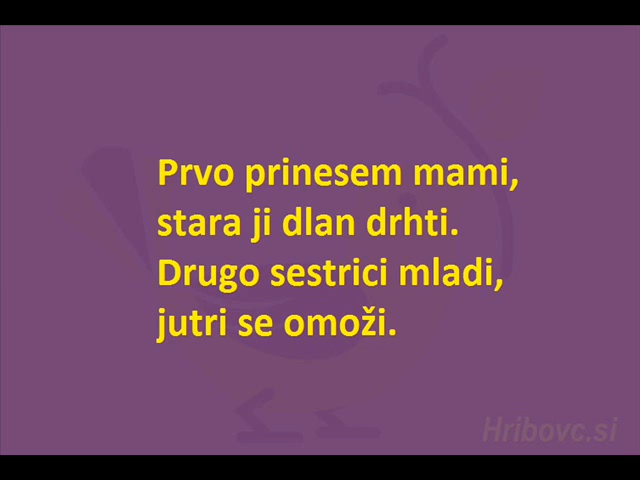 Prvo prinesem mami,
stara ji dlan drhti.
Drugo sestrici mladi,
jutri se omoži.
Hribovc.si